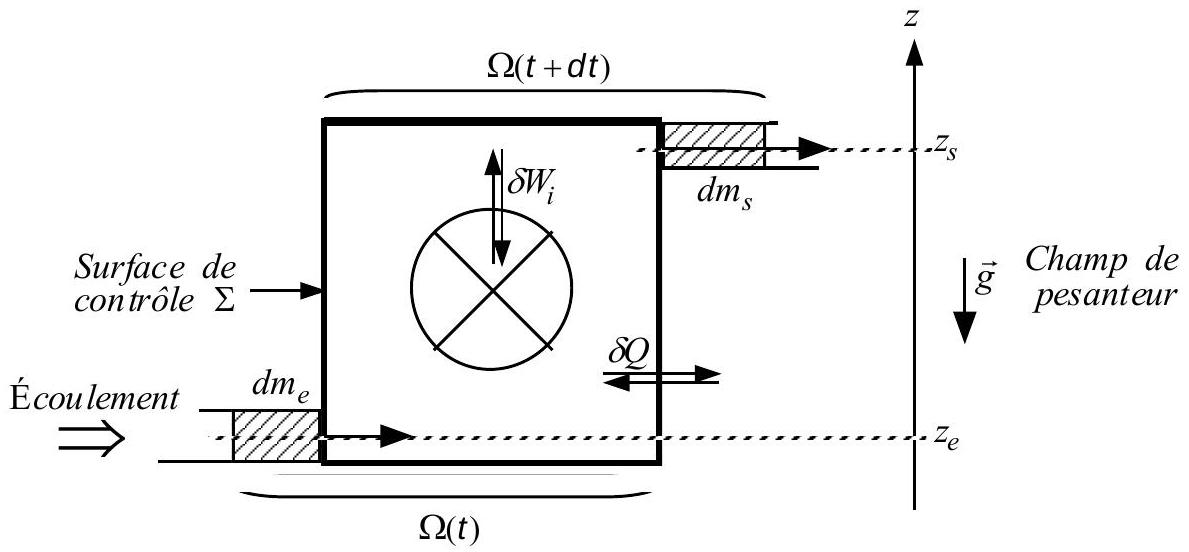 z
Ω(t + dt)
z_s
δW_i
dm_s
Surface de
contrôle Σ
g⃗
Champ de
pesanteur
δQ
dm_e
Écoulement
z_e
Ω(t)